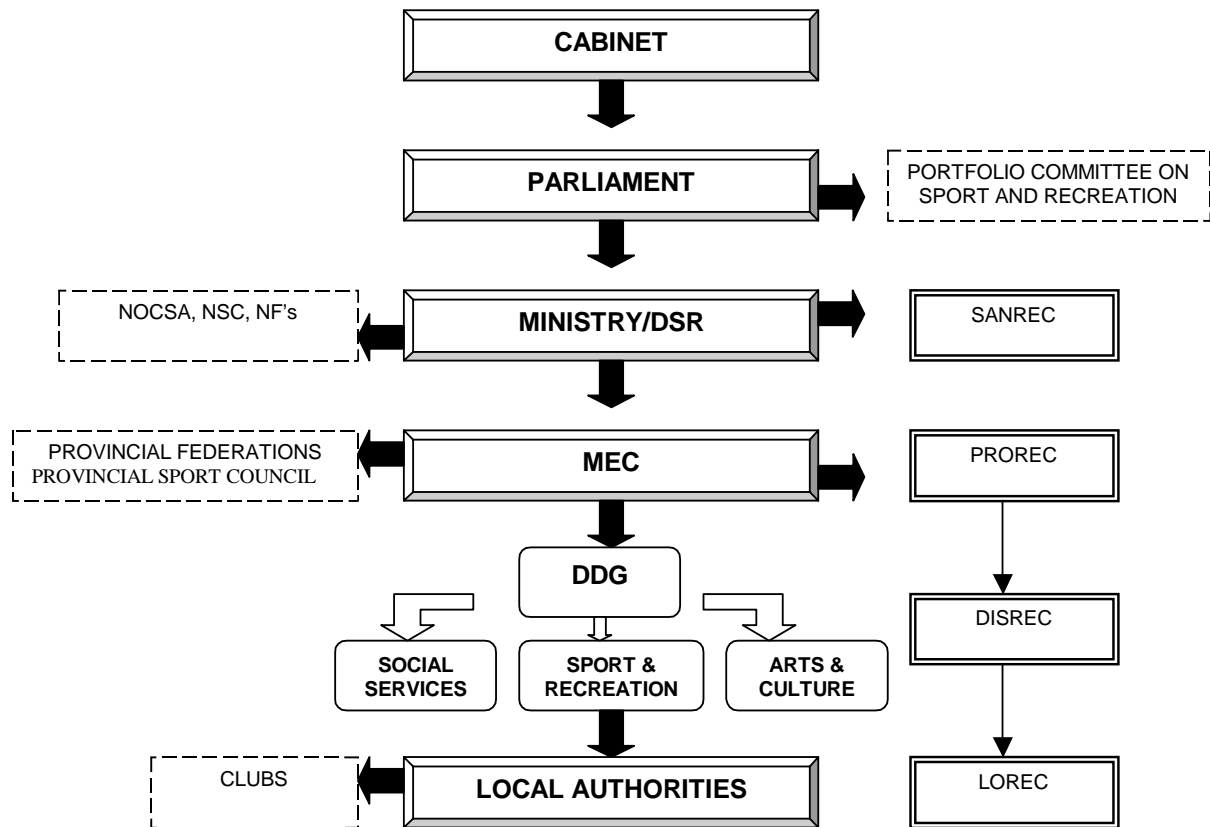 CABINET
PARLIAMENT
PORTFOLIO COMMITTEE ON
SPORT AND RECREATION
NOCSA, NSC, NF's
MINISTRY/DSR
SANREC
PROVINCIAL FEDERATIONS
PROVINCIAL SPORT COUNCIL
MEC
PROREC
DDG
DISREC
SOCIAL
SERVICES
SPORT &
RECREATION
ARTS &
CULTURE
CLUBS
LOCAL AUTHORITIES
LOREC